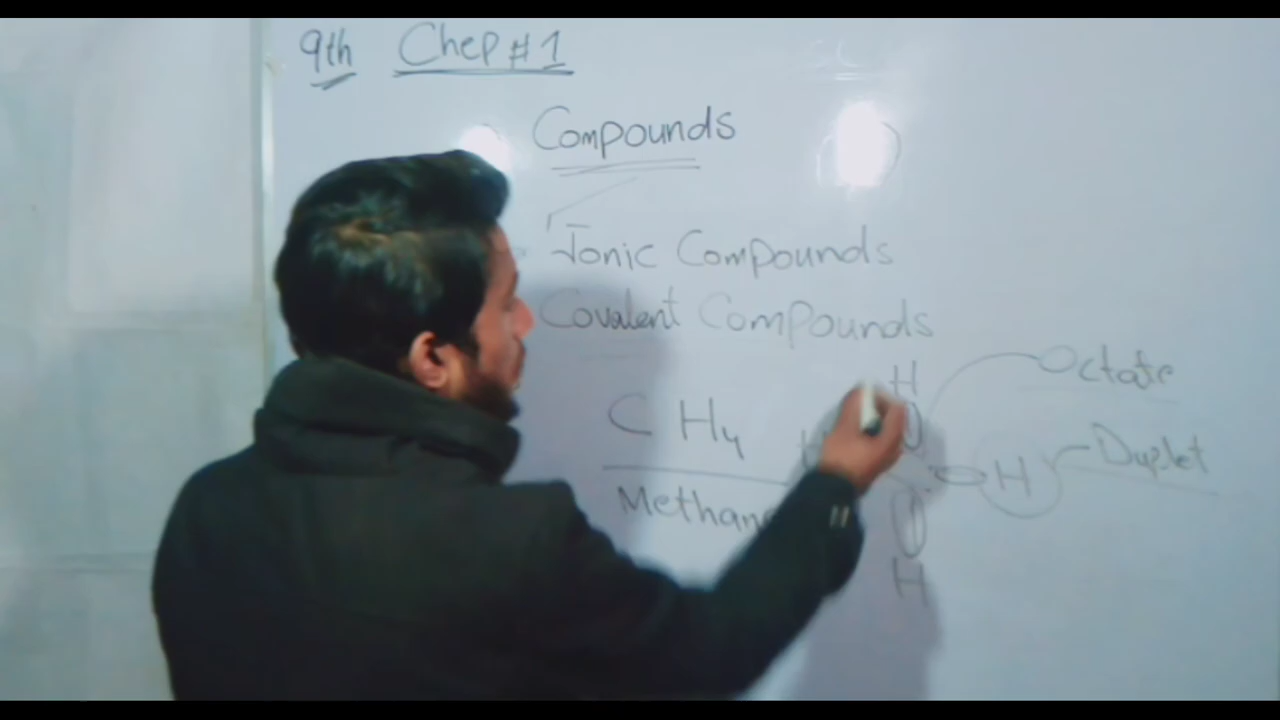 9th Chep # 1
Compounds
Ionic Compounds
Covalent Compounds
H
Octate
CH4
H
Duplet
Methan
H